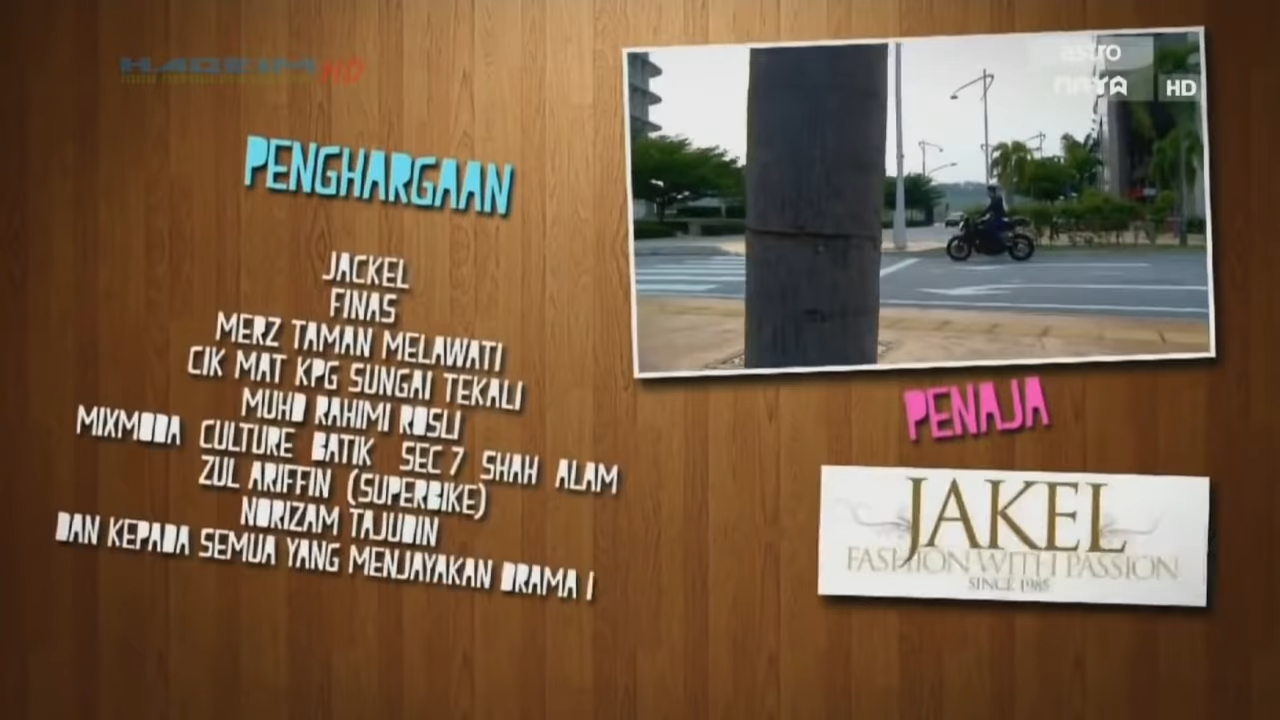 HD
astro
HD
PENGHARGAAN
JACKEL
FINAS
MERZ TAMAN MELAWATI
CIK MAT KPG SUNGAI TEKALI
MUHD RAHIMI ROSLI
MIXMODA CULTURE BATIK SEC 7 SHAH ALAM
ZUL ARIFFIN (SUPERBIKE)
NORIZAM TAJUDIN
DAN KEPADA SEMUA YANG MENJAYAKAN DRAMA I
PENAJA
JAKEL
FASHION WITH PASSION
SINCE 1985